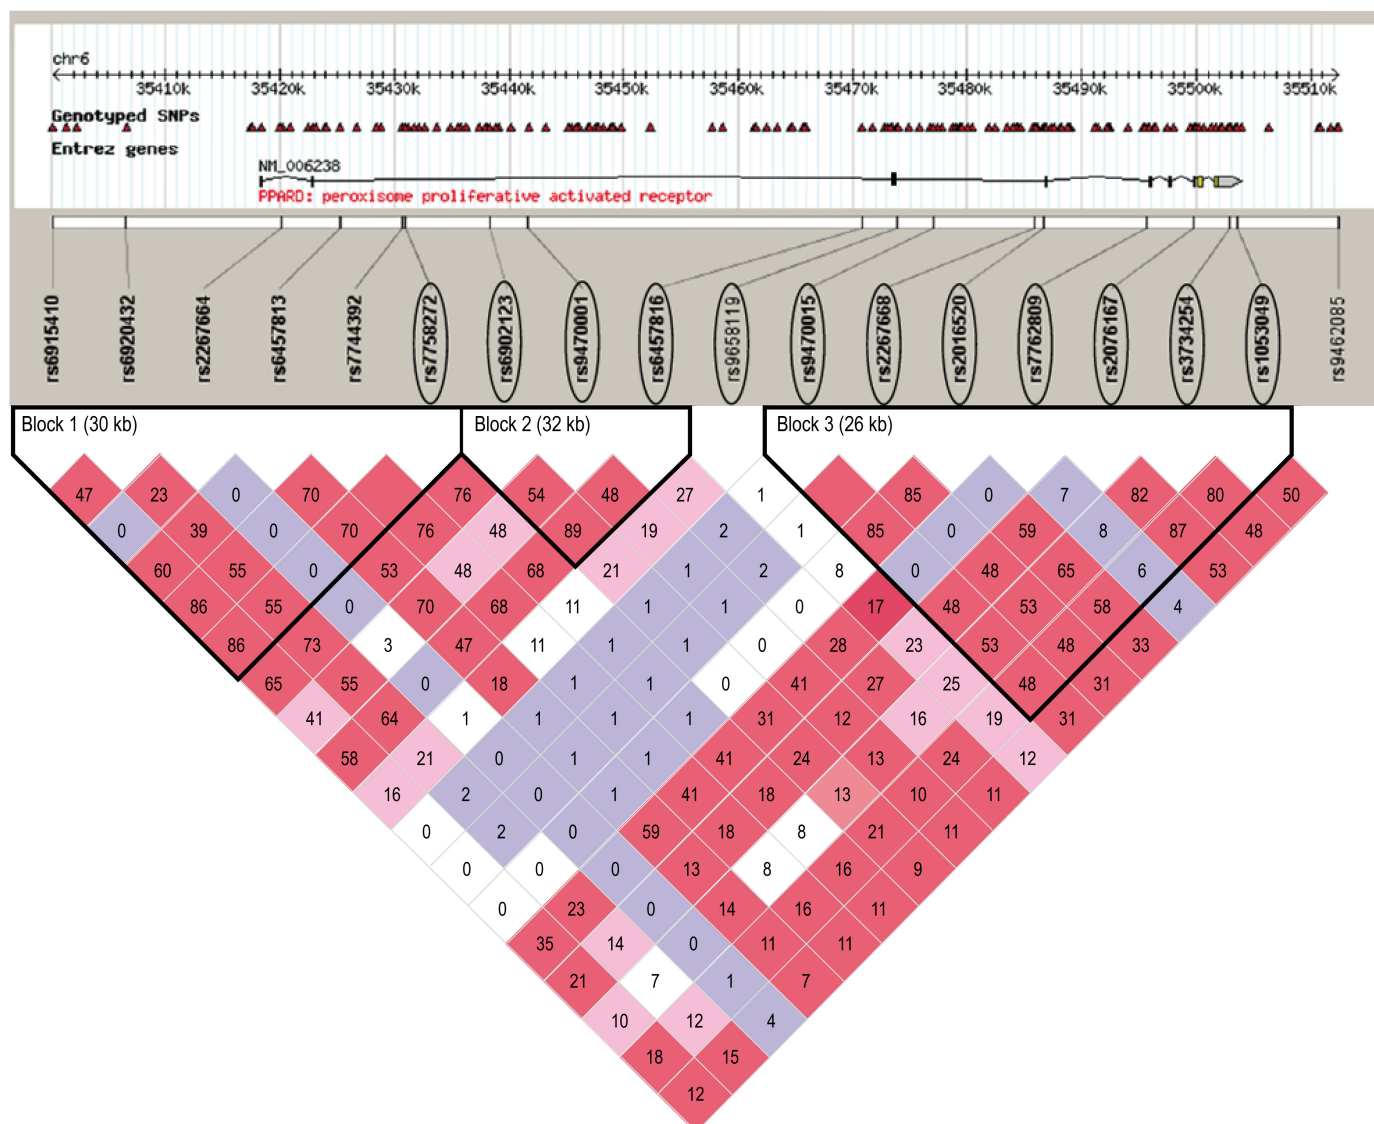 chr6
35410K 35420K 35430K 35440K 35450K 35460K 35470K 35480K 35490K 35500K 35510K
Genotyped SNPs
Entrez genes
NM_006238
PPARD: peroxisome proliferative activated receptor
rs6915410 rs6920432 rs2267664 rs6457813 rs7744392 rs7758272 rs6902123 rs9470001 rs6457816 rs9658119 rs9470015 rs2267668 rs2016520 rs7762809 rs2076167 rs3734254 rs1053049 rs9462085
Block 1 (30 kb) Block 2 (32 kb) Block 3 (26 kb)
47 23 0 70 76 54 48 27 1 85 0 7 82 80 50
0 39 0 70 76 48 89 19 2 1 85 0 59 8 87 48
60 55 0 53 48 68 21 1 2 8 0 48 65 6 53
86 55 0 70 68 11 1 1 0 17 48 53 58 4
86 73 3 47 11 1 1 0 28 23 53 48 33
65 55 0 18 1 1 0 41 27 25 48 31
41 64 1 1 1 1 31 12 16 19 31
58 21 0 1 1 41 24 13 24 12
16 2 0 1 41 18 13 10 11
0 2 0 59 18 8 21 11
0 0 0 13 8 16 9
0 23 0 14 16 11
35 14 0 11 11
21 7 1 7
10 12 4
18 15
12